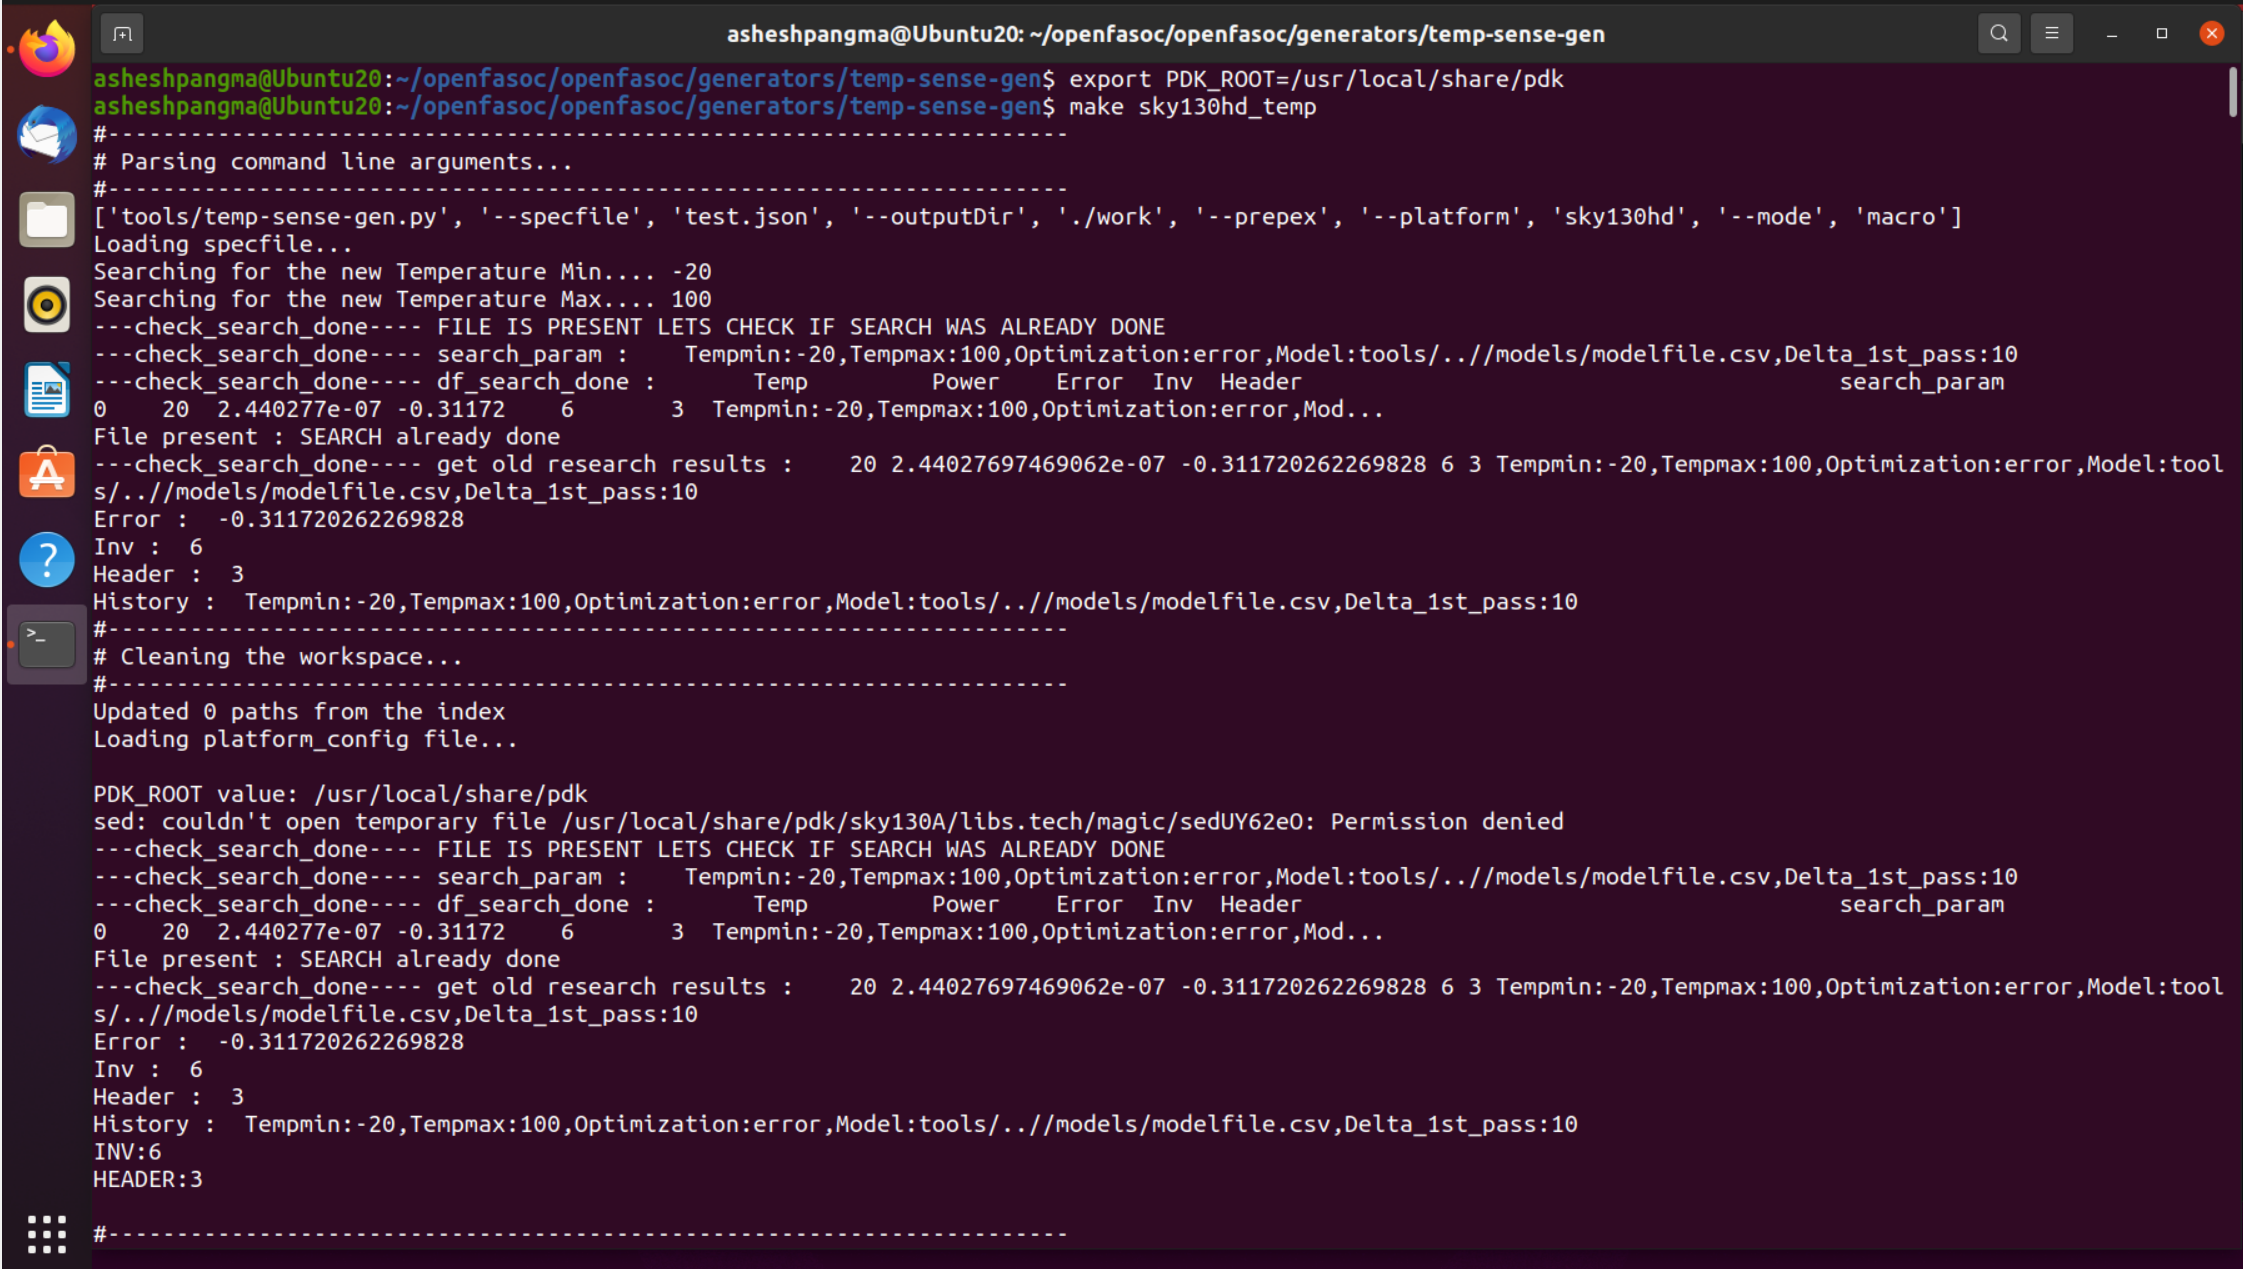 asheshpangma@Ubuntu20: ~/openfasoc/openfasoc/generators/temp-sense-gen
asheshpangma@Ubuntu20:~/openfasoc/openfasoc/generators/temp-sense-gen$ export PDK_ROOT=/usr/local/share/pdk
asheshpangma@Ubuntu20:~/openfasoc/openfasoc/generators/temp-sense-gen$ make sky130hd_temp
#----------------------------------------------------------------------
# Parsing command line arguments...
#----------------------------------------------------------------------
['tools/temp-sense-gen.py', '--specfile', 'test.json', '--outputDir', './work', '--prepex', '--platform', 'sky130hd', '--mode', 'macro']
Loading specfile...
Searching for the new Temperature Min.... -20
Searching for the new Temperature Max.... 100
---check_search_done---- FILE IS PRESENT LETS CHECK IF SEARCH WAS ALREADY DONE
---check_search_done---- search_param :    Tempmin:-20,Tempmax:100,Optimization:error,Model:tools/..//models/modelfile.csv,Delta_1st_pass:10
---check_search_done---- df_search_done :       Temp         Power    Error  Inv  Header                                       search_param
0    20  2.440277e-07 -0.31172    6       3  Tempmin:-20,Tempmax:100,Optimization:error,Mod...
File present : SEARCH already done
---check_search_done---- get old research results :    20 2.44027697469062e-07 -0.311720262269828 6 3 Tempmin:-20,Tempmax:100,Optimization:error,Model:tool
s/..//models/modelfile.csv,Delta_1st_pass:10
Error :  -0.311720262269828
Inv :  6
Header :  3
History :  Tempmin:-20,Tempmax:100,Optimization:error,Model:tools/..//models/modelfile.csv,Delta_1st_pass:10
#----------------------------------------------------------------------
# Cleaning the workspace...
#----------------------------------------------------------------------
Updated 0 paths from the index
Loading platform_config file...
PDK_ROOT value: /usr/local/share/pdk
sed: couldn't open temporary file /usr/local/share/pdk/sky130A/libs.tech/magic/sedUY62eO: Permission denied
---check_search_done---- FILE IS PRESENT LETS CHECK IF SEARCH WAS ALREADY DONE
---check_search_done---- search_param :    Tempmin:-20,Tempmax:100,Optimization:error,Model:tools/..//models/modelfile.csv,Delta_1st_pass:10
---check_search_done---- df_search_done :       Temp         Power    Error  Inv  Header                                       search_param
0    20  2.440277e-07 -0.31172    6       3  Tempmin:-20,Tempmax:100,Optimization:error,Mod...
File present : SEARCH already done
---check_search_done---- get old research results :    20 2.44027697469062e-07 -0.311720262269828 6 3 Tempmin:-20,Tempmax:100,Optimization:error,Model:tool
s/..//models/modelfile.csv,Delta_1st_pass:10
Error :  -0.311720262269828
Inv :  6
Header :  3
History :  Tempmin:-20,Tempmax:100,Optimization:error,Model:tools/..//models/modelfile.csv,Delta_1st_pass:10
INV:6
HEADER:3
#----------------------------------------------------------------------